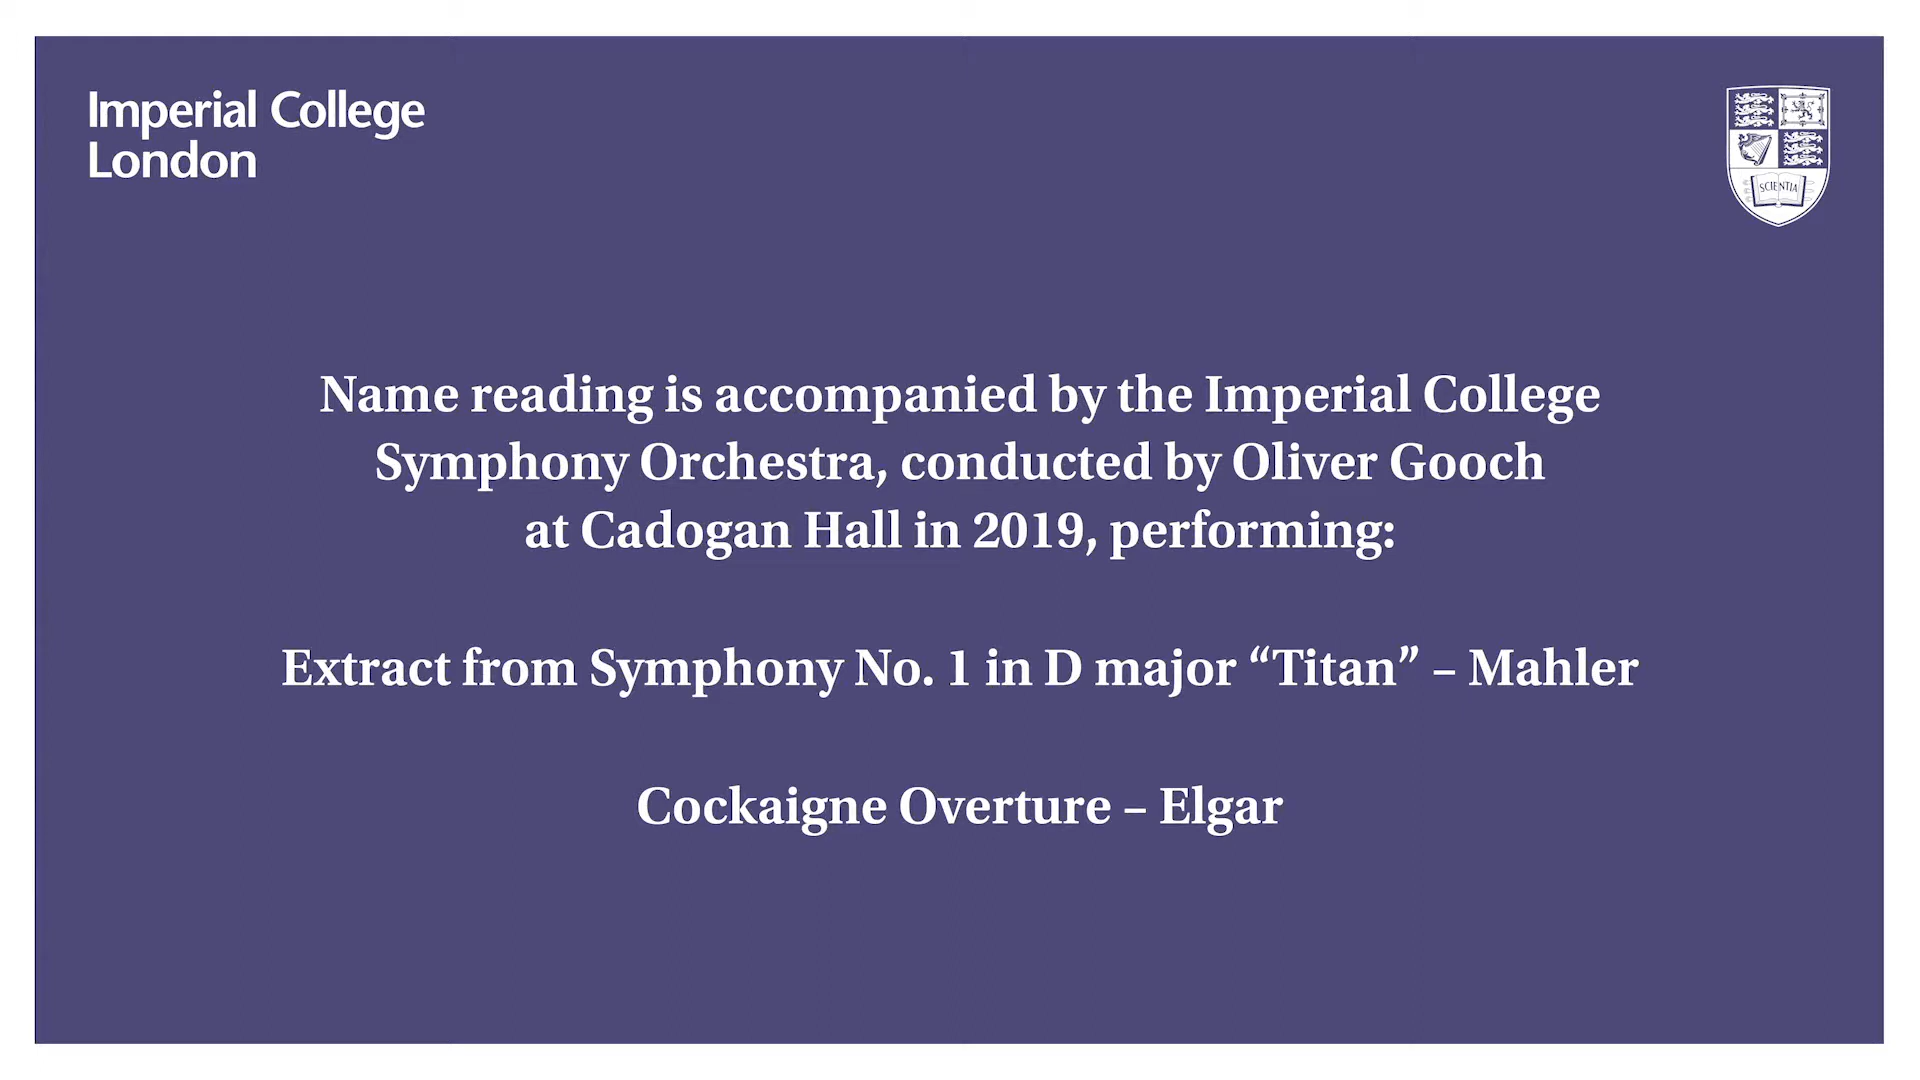 Imperial College
London
SCIENTIA
Name reading is accompanied by the Imperial College
Symphony Orchestra, conducted by Oliver Gooch
at Cadogan Hall in 2019, performing:
Extract from Symphony No. 1 in D major “Titan” – Mahler
Cockaigne Overture – Elgar